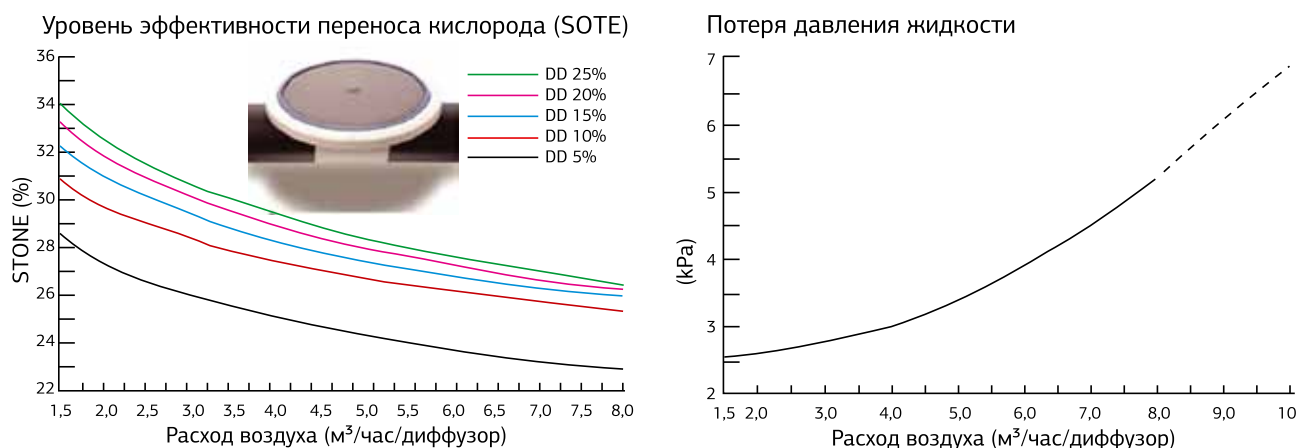 Уровень эффективности переноса кислорода (SOTE)
36
34
32
30
28
26
24
22
STONE (%)
DD 25%
DD 20%
DD 15%
DD 10%
DD 5%
1,5 2,0 2,5 3,0 3,5 4,0 4,5 5,0 5,5 6,0 6,5 7,0 7,5 8,0
Расход воздуха (м³/час/диффузор)
Потеря давления жидкости
7
6
5
4
3
2
(kPa)
1,5 2,0 3,0 4,0 5,0 6,0 7,0 8,0 9,0 10
Расход воздуха (м³/час/диффузор)